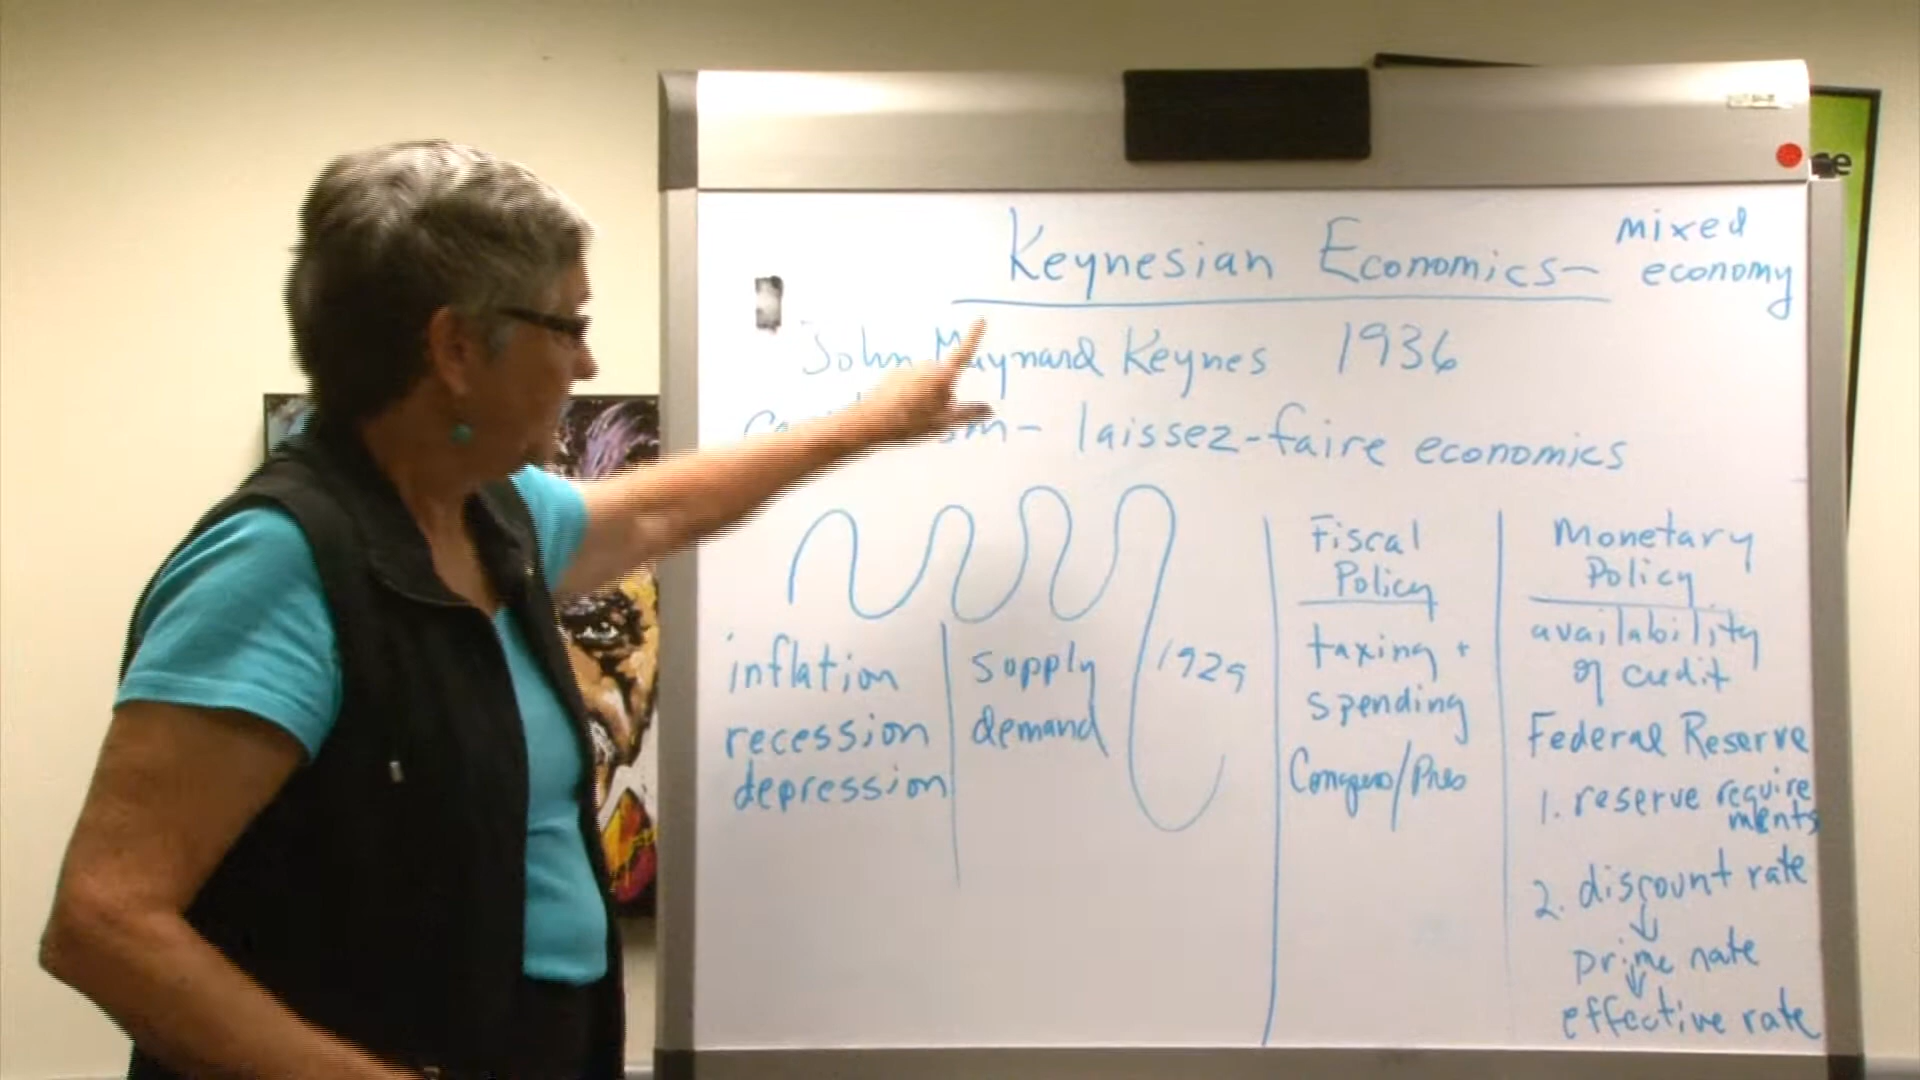 Keynesian Economics- mixed economy
John Maynard Keynes 1936
laissez-faire economics
inflation
recession
depression
supply
demand
1929
Fiscal
Policy
taxing +
spending
Congress/Pres
Monetary
Policy
availability
of credit
Federal Reserve
1. reserve require
ments
2. discount rate
prime rate
effective rate